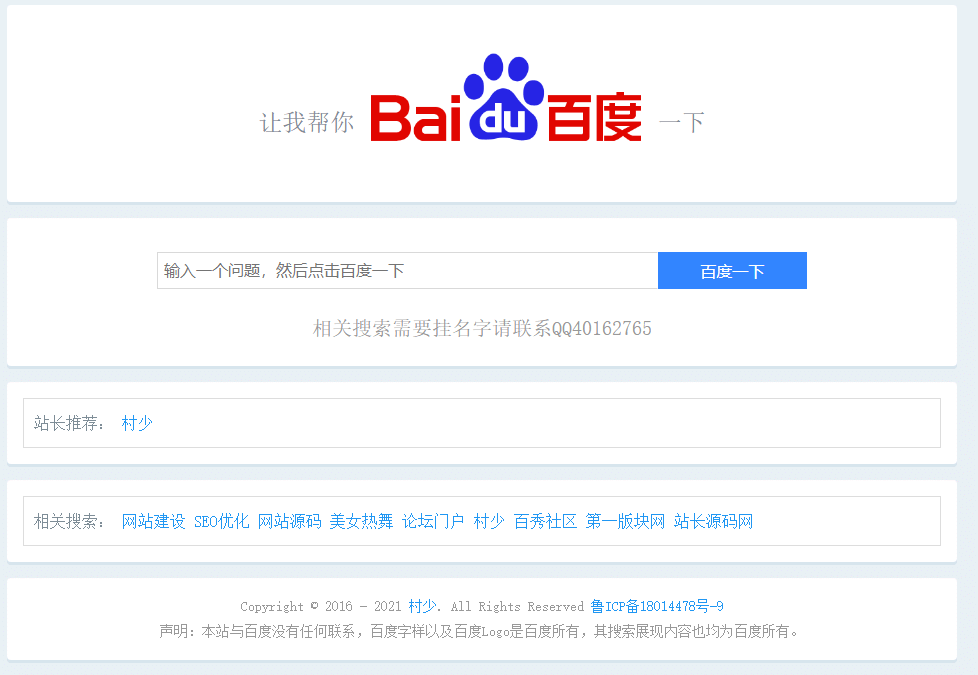 让我帮你 Baidu百度 一下
输入一个问题，然后点击百度一下 百度一下
相关搜索需要挂名字请联系QQ40162765
站长推荐： 村少
相关搜索： 网站建设 SEO优化 网站源码 美女热舞 论坛门户 村少 百秀社区 第一版块网 站长源码网
Copyright © 2016 - 2021 村少. All Rights Reserved 鲁ICP备18014478号-9
声明：本站与百度没有任何联系，百度字样以及百度Logo是百度所有，其搜索展现内容也均为百度所有。